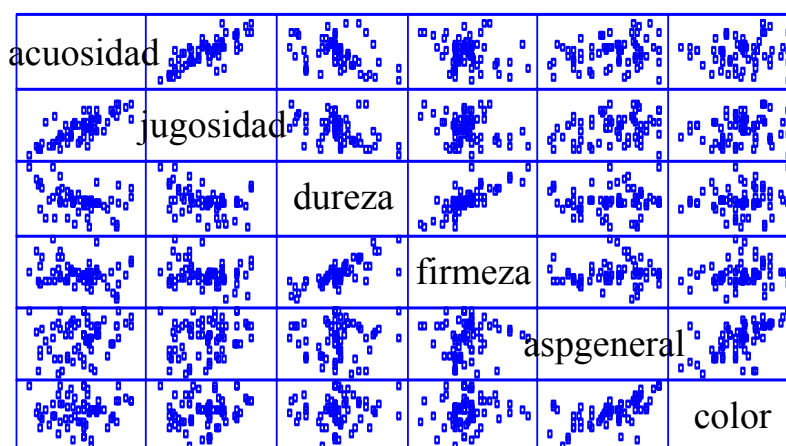 acuosidad
jugosidad
dureza
firmeza
aspgeneral
color